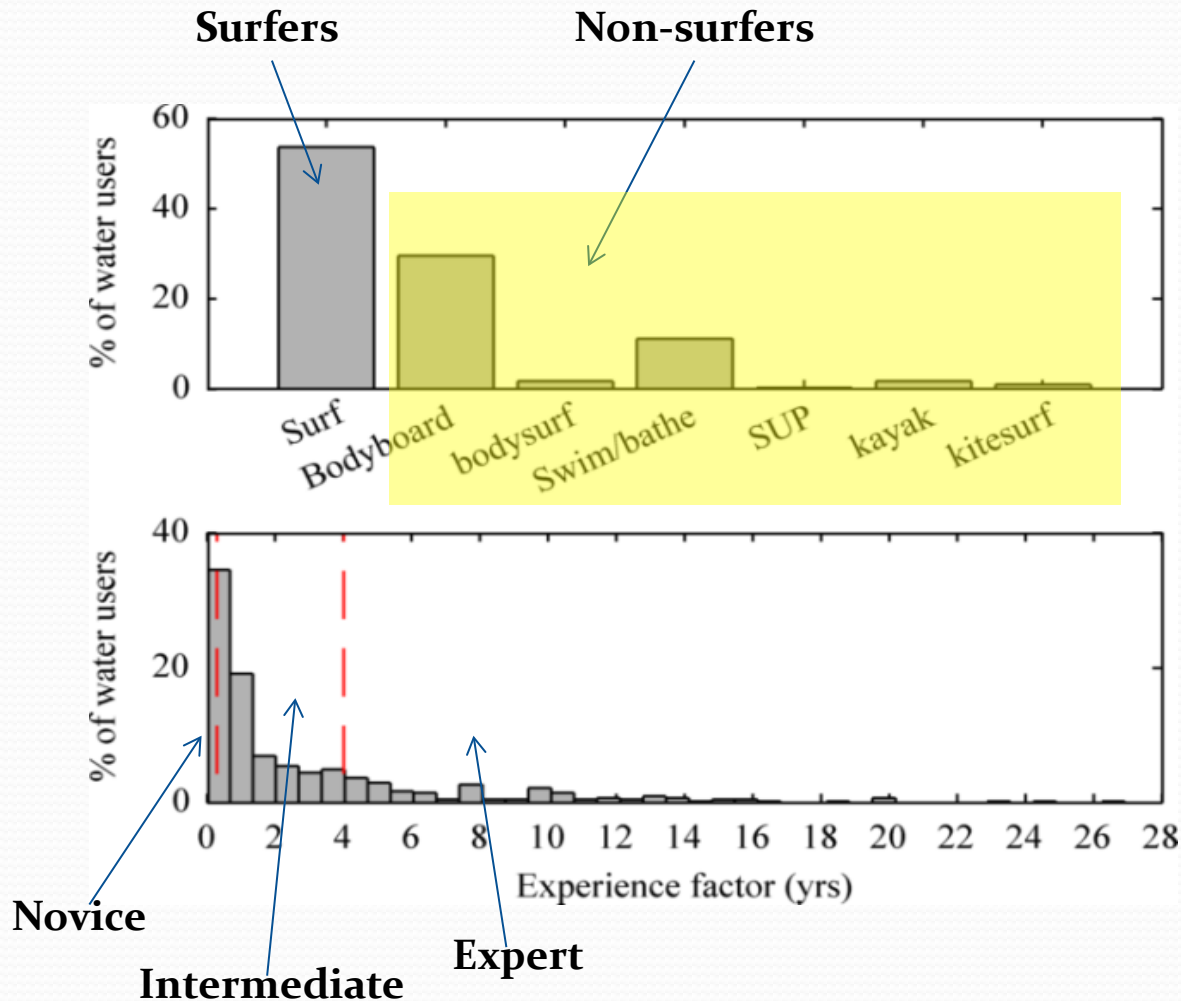 Surfers Non-surfers
60
40
20
0
% of water users
Surf Bodyboard bodysurf Swim/bathe SUP kayak kitesurf
40
20
0
% of water users
0 2 4 6 8 10 12 14 16 18 20 22 24 26 28
Experience factor (yrs)
Novice
Intermediate
Expert